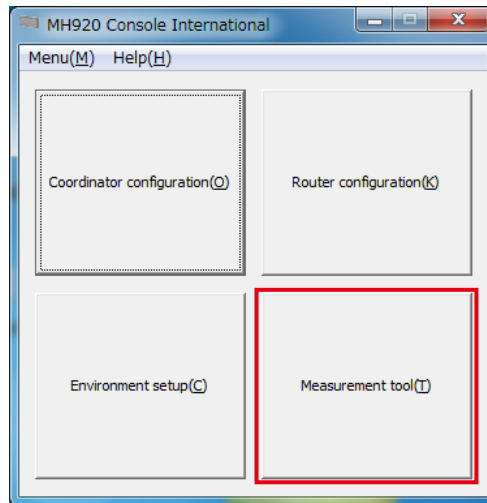 MH920 Console International
Menu(M) Help(H)
Coordinator configuration(O)
Router configuration(K)
Environment setup(C)
Measurement tool(T)